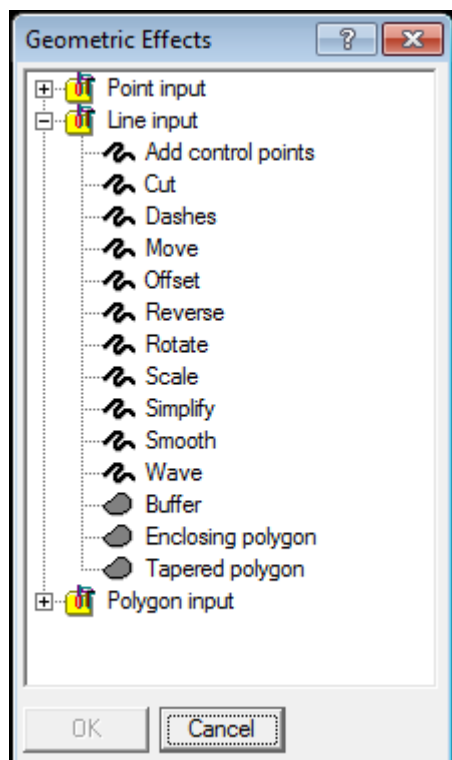 Geometric Effects
Point input
Line input
Add control points
Cut
Dashes
Move
Offset
Reverse
Rotate
Scale
Simplify
Smooth
Wave
Buffer
Enclosing polygon
Tapered polygon
Polygon input
OK Cancel